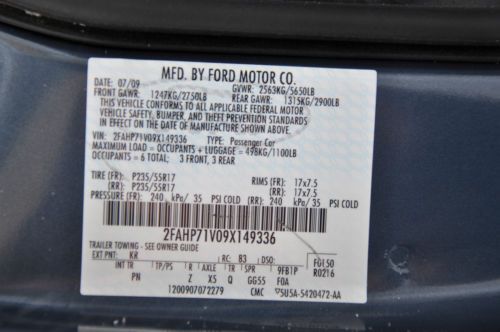 MFD. BY FORD MOTOR CO.
DATE: 07/09 GVWR: 2563KG/5650LB
FRONT GAWR: 1247KG/2750LB REAR GAWR: 1315KG/2900LB
THIS VEHICLE CONFORMS TO ALL APPLICABLE FEDERAL MOTOR
VEHICLE SAFETY, BUMPER, AND THEFT PREVENTION STANDARDS
IN EFFECT ON THE DATE OF MANUFACTURE SHOWN ABOVE.
VIN: 2FAHP71V09X149336 TYPE: Passenger Car
MAXIMUM LOAD = OCCUPANTS + LUGGAGE = 498KG/1100LB
OCCUPANTS = 6 TOTAL: 3 FRONT, 3 REAR
TIRE (FR): P235/55R17 RIMS (FR): 17x7.5
(RR): P235/55R17 (RR): 17x7.5
PRESSURE (FR): 240 kPa/ 35 PSI COLD (RR) 240 kPa/ 35 PSI COLD
2FAHP71V09X149336
TRAILER TOWING - SEE OWNER GUIDE
EXT PNT: KR RC: B3 DSO: F0150
INT TR TP/PS R AXLE TR SPR 9FB1P R0216
PN Z X5 Q GG55 F0A
1200907072279 CMC 5U5A-5420472-AA